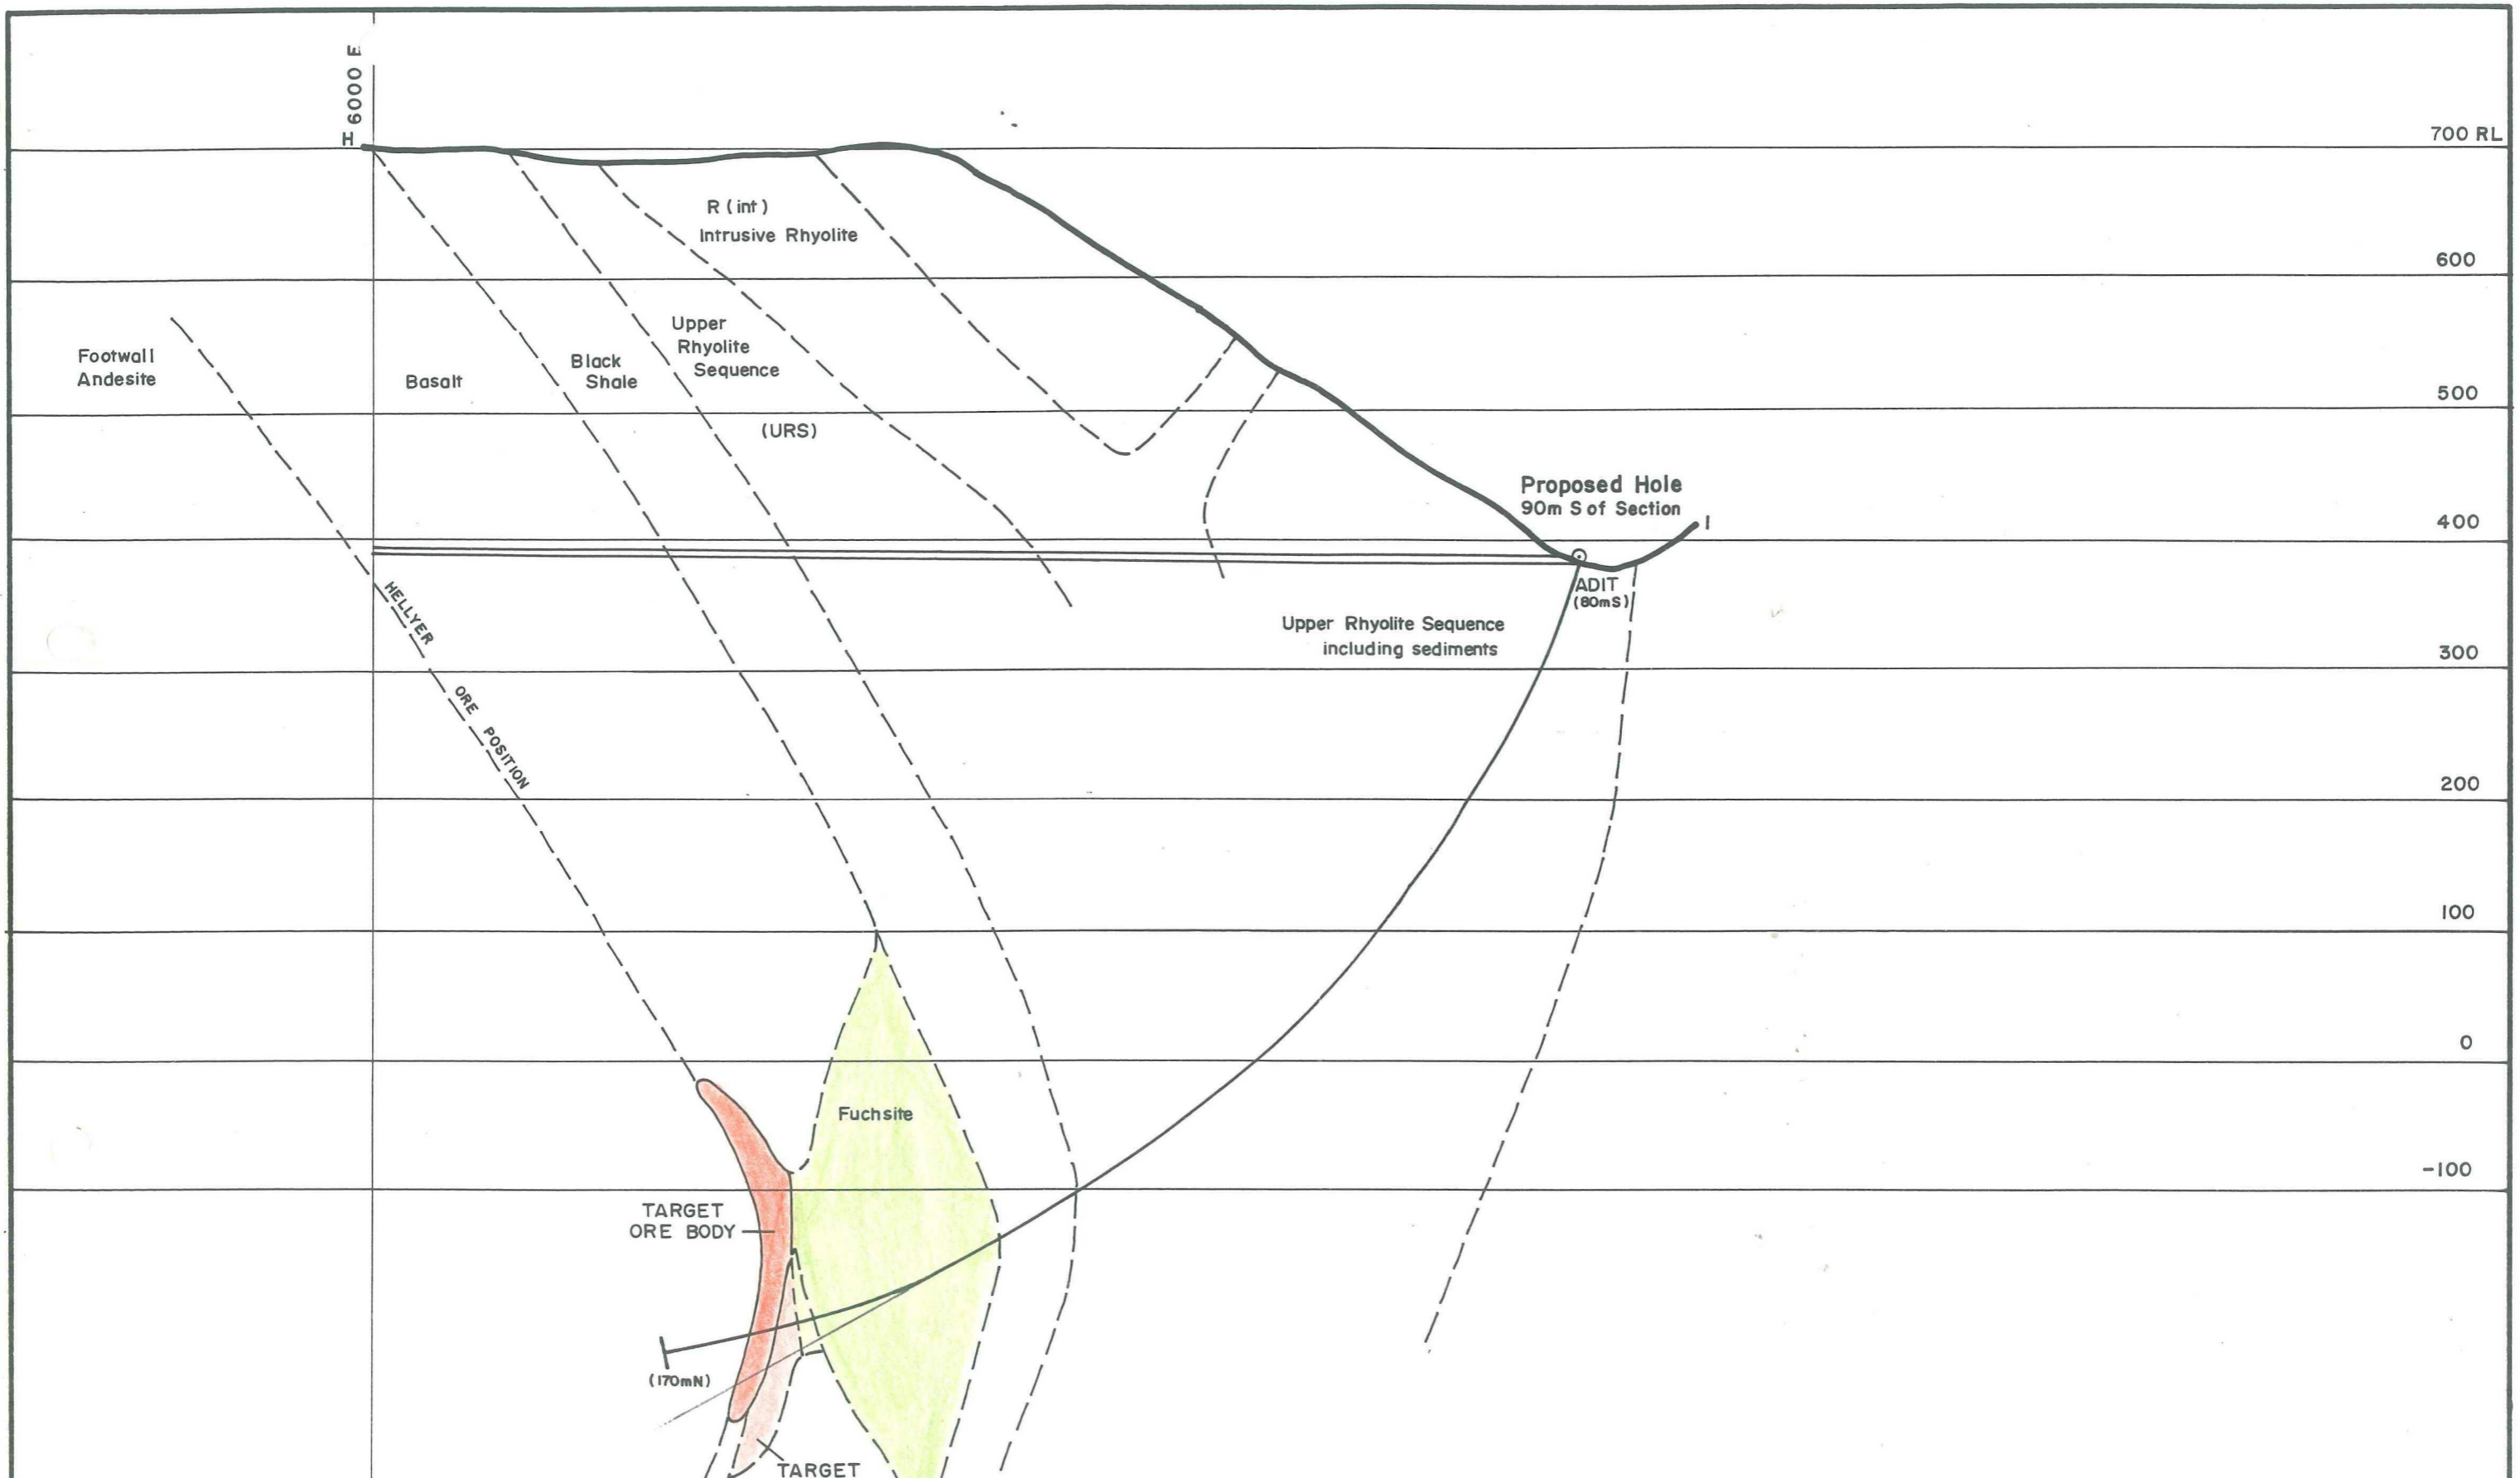 6000 E
H
700 RL
R (int)
Intrusive Rhyolite
600
Upper
Rhyolite
Sequence
Footwall
Andesite
Basalt
Black
Shale
500
(URS)
Proposed Hole
90m S of Section
I
400
ADIT
(80mS)
HELLYER ORE POSITION
Upper Rhyolite Sequence
including sediments
300
200
100
0
Fuchsite
-100
TARGET
ORE BODY
(170mN)
TARGET